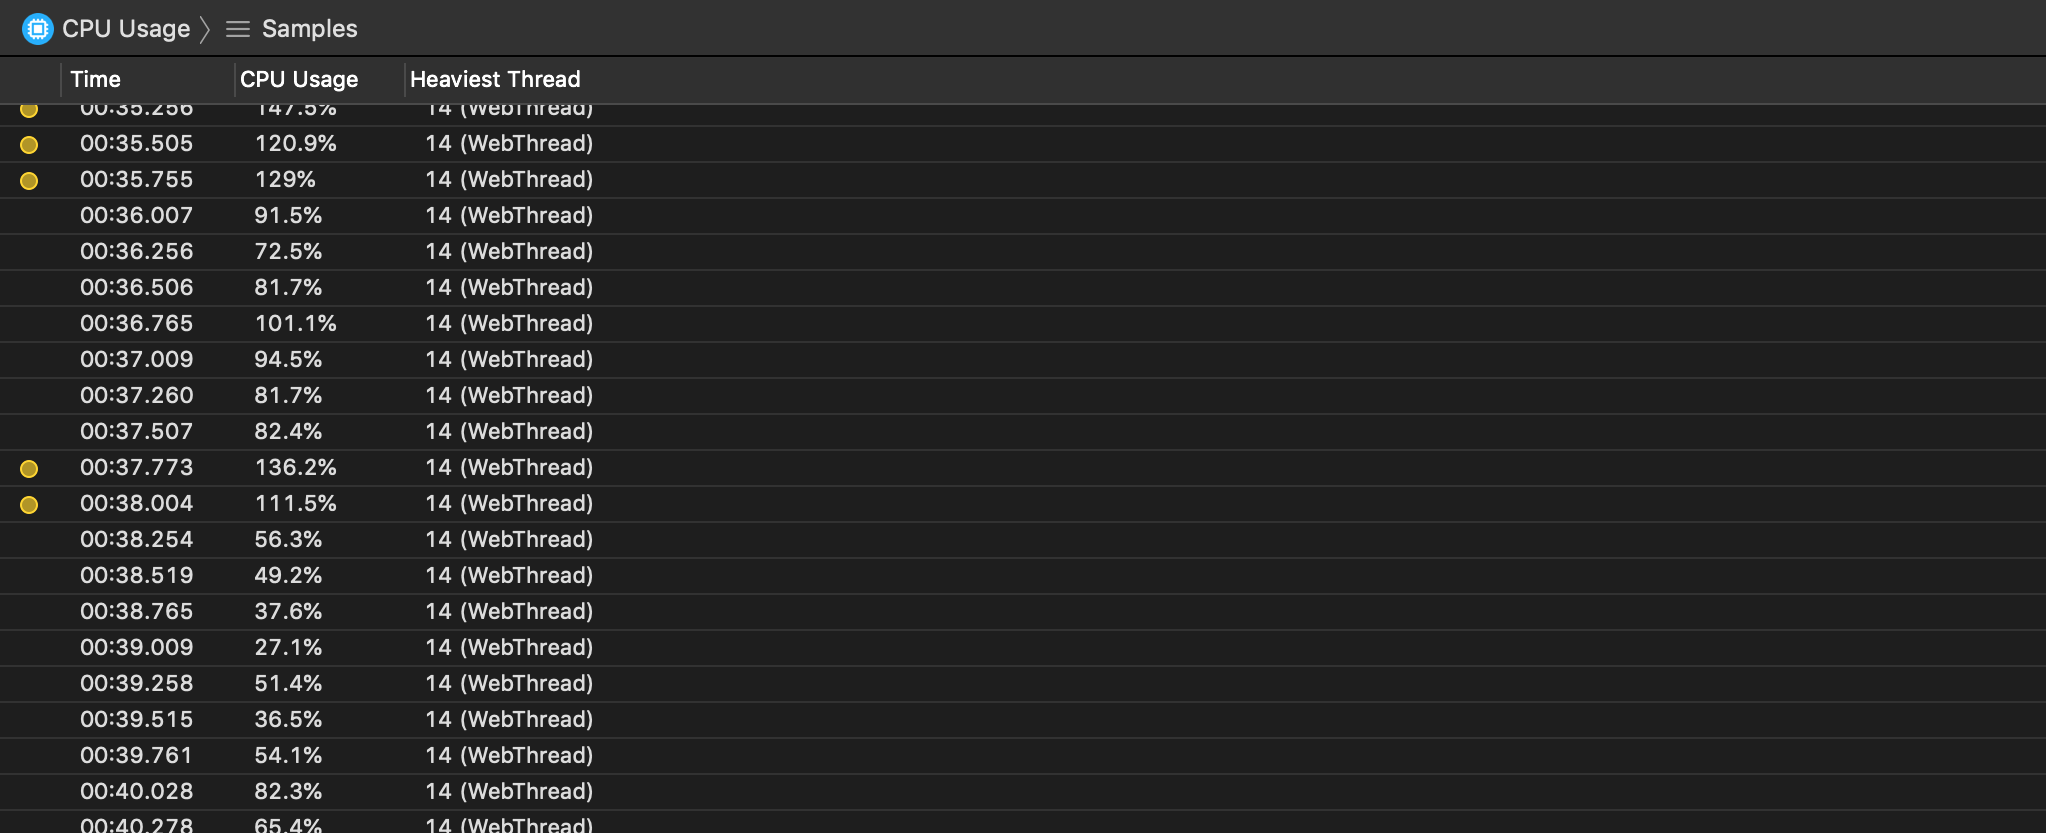 CPU Usage Samples
Time CPU Usage Heaviest Thread
00:35.256 147.5% 14 (WebThread)
00:35.505 120.9% 14 (WebThread)
00:35.755 129% 14 (WebThread)
00:36.007 91.5% 14 (WebThread)
00:36.256 72.5% 14 (WebThread)
00:36.506 81.7% 14 (WebThread)
00:36.765 101.1% 14 (WebThread)
00:37.009 94.5% 14 (WebThread)
00:37.260 81.7% 14 (WebThread)
00:37.507 82.4% 14 (WebThread)
00:37.773 136.2% 14 (WebThread)
00:38.004 111.5% 14 (WebThread)
00:38.254 56.3% 14 (WebThread)
00:38.519 49.2% 14 (WebThread)
00:38.765 37.6% 14 (WebThread)
00:39.009 27.1% 14 (WebThread)
00:39.258 51.4% 14 (WebThread)
00:39.515 36.5% 14 (WebThread)
00:39.761 54.1% 14 (WebThread)
00:40.028 82.3% 14 (WebThread)
00:40.278 65.4% 14 (WebThread)